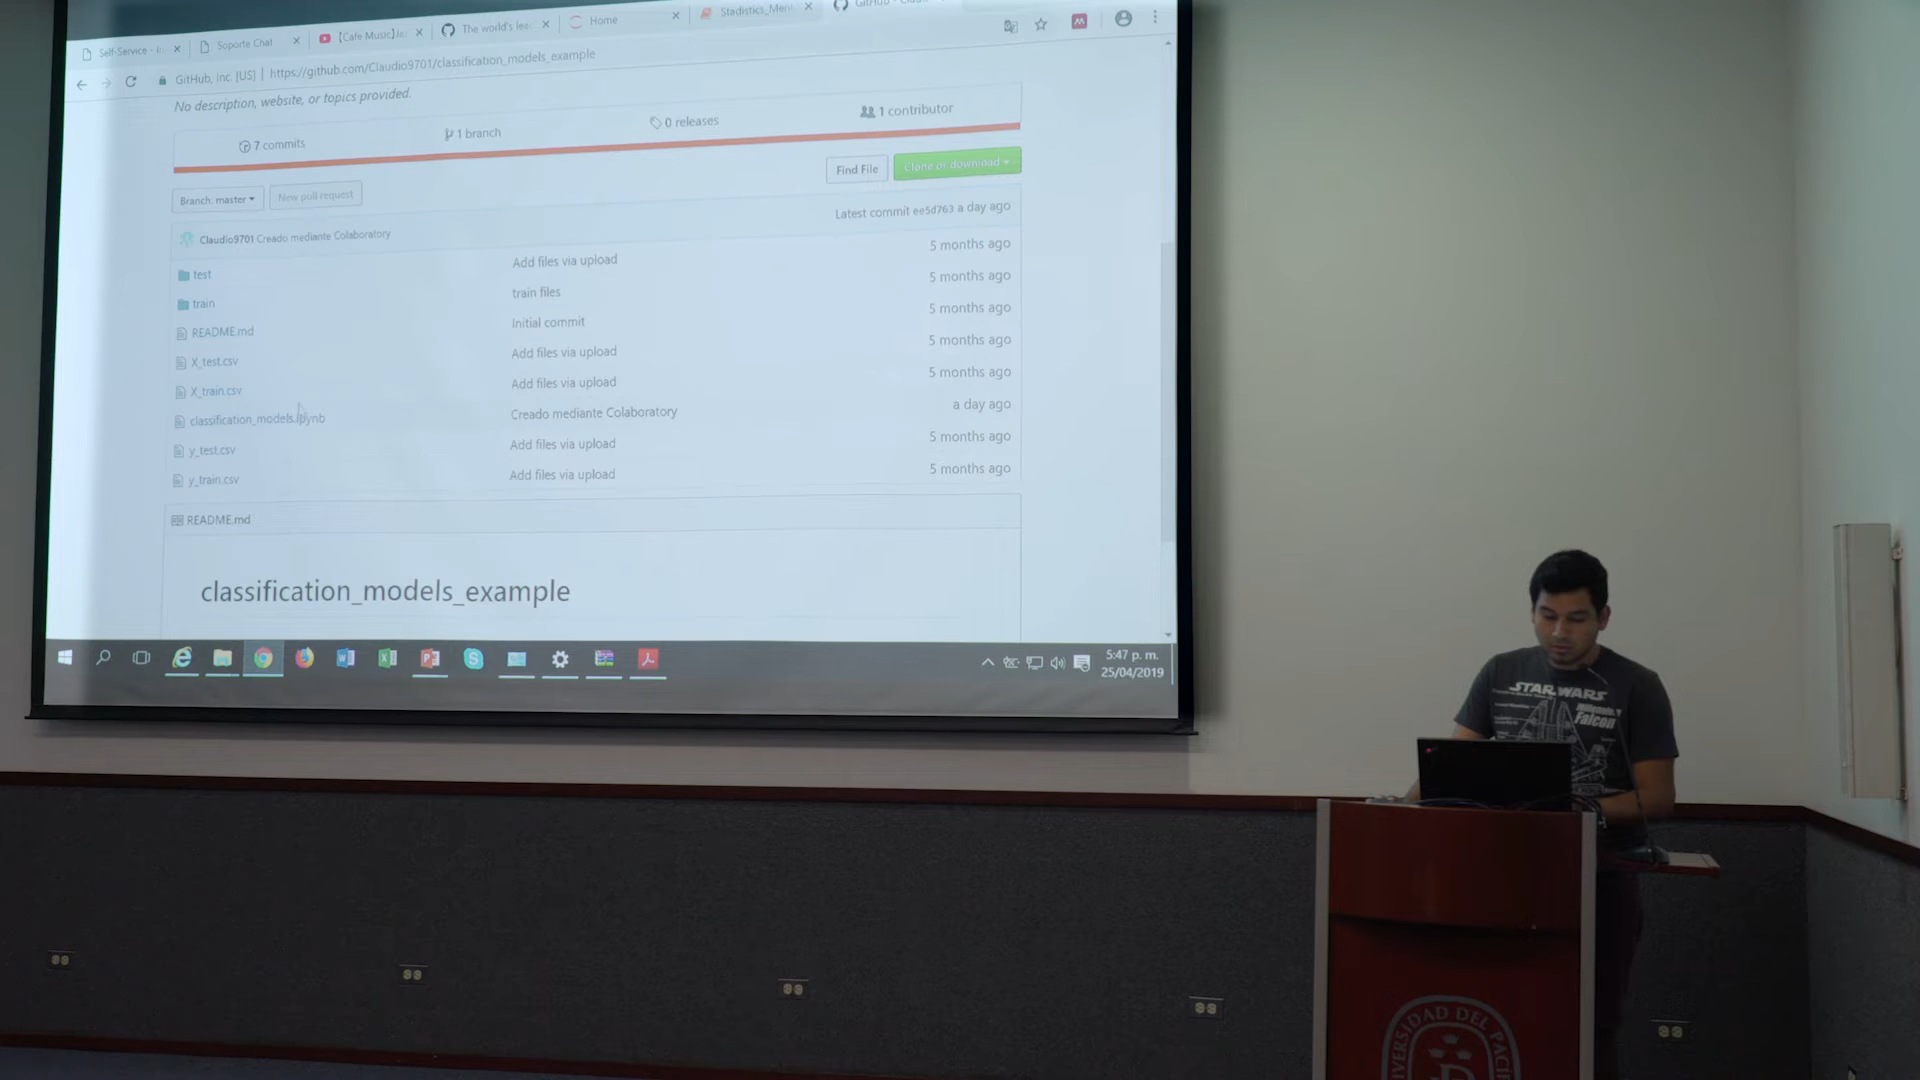 Self-Service - In
Soporte Chat
【Cafe Music】Ja
The world's lea
Home
Stadistics_Men
GitHub - Claudi
GitHub, Inc. [US] | https://github.com/Claudio9701/classification_models_example
No description, website, or topics provided.
7 commits
1 branch
0 releases
1 contributor
Branch: master
New pull request
Find File
Clone or download
Claudio9701 Creado mediante Colaboratory
Latest commit ee5d763 a day ago
test Add files via upload 5 months ago
train train files 5 months ago
README.md Initial commit 5 months ago
X_test.csv Add files via upload 5 months ago
X_train.csv Add files via upload 5 months ago
classification_models.ipynb Creado mediante Colaboratory a day ago
y_test.csv Add files via upload 5 months ago
y_train.csv Add files via upload 5 months ago
README.md
classification_models_example
5:47 p. m.
25/04/2019
STAR WARS
Millennium
Falcon
UNIVERSIDAD DEL PACIFI